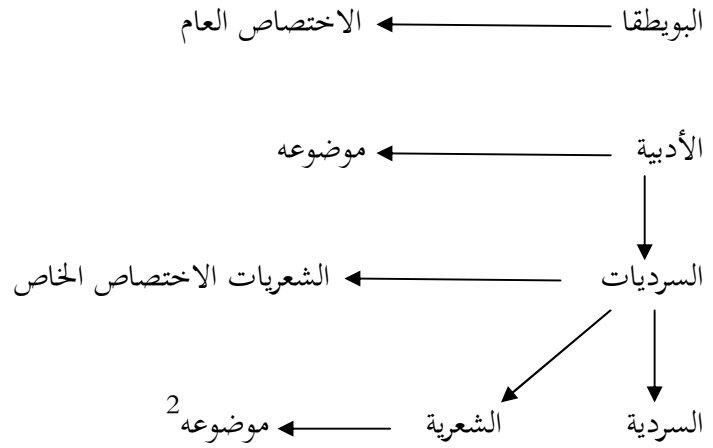 البويطقا الاختصاص العام
الأدبية موضوعه
السرديات الشعريات الاختصاص الخاص
السردية الشعرية موضوعه2